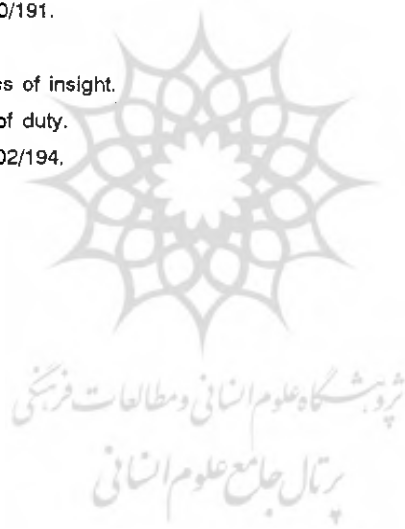 0/191.
s of insight.
of duty.
02/194.
پژوهشگاه علوم انسانی و مطالعات فرهنگی
پرتال جامع علوم انسانی